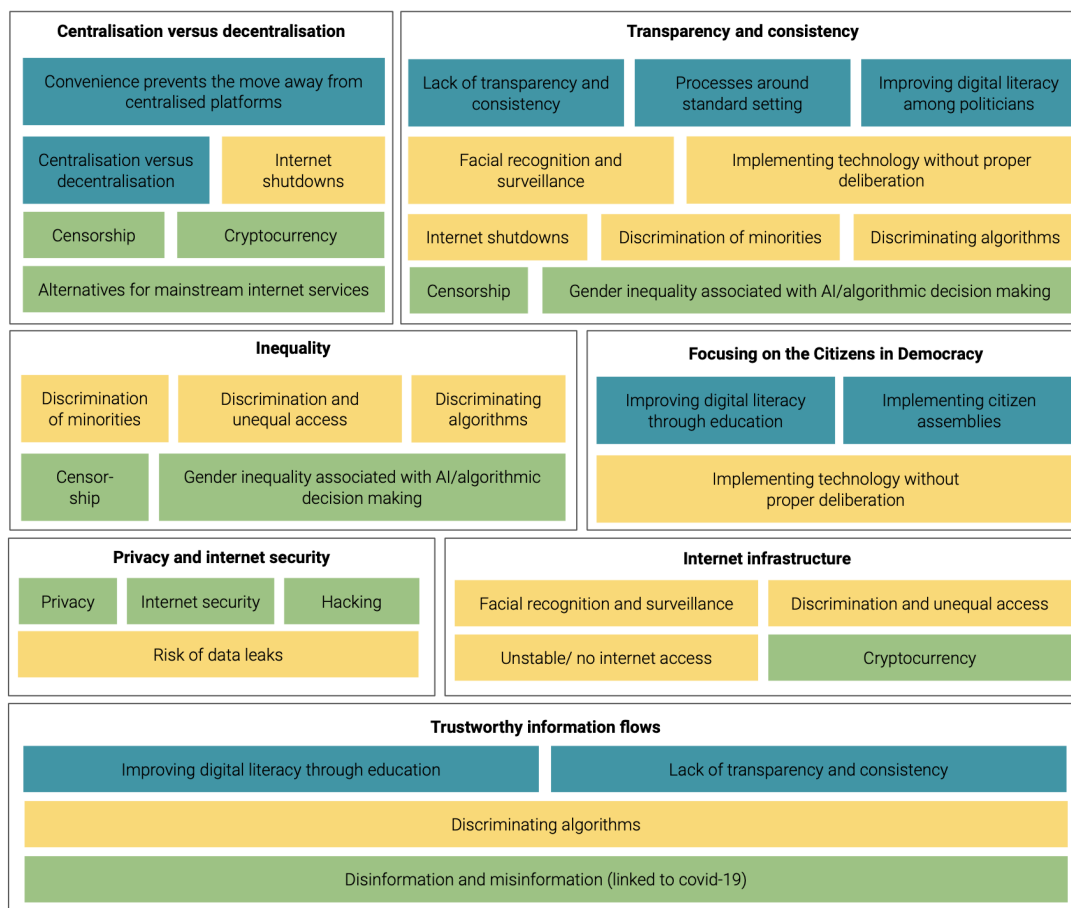 Centralisation versus decentralisation
Convenience prevents the move away from
centralised platforms
Centralisation versus
decentralisation
Internet
shutdowns
Censorship
Cryptocurrency
Alternatives for mainstream internet services
Transparency and consistency
Lack of transparency and
consistency
Processes around
standard setting
Improving digital literacy
among politicians
Facial recognition and
surveillance
Implementing technology without proper
deliberation
Internet shutdowns
Discrimination of minorities
Discriminating algorithms
Censorship
Gender inequality associated with AI/algorithmic decision making
Inequality
Discrimination
of minorities
Discrimination and
unequal access
Discriminating
algorithms
Censor-
ship
Gender inequality associated with AI/algorithmic
decision making
Focusing on the Citizens in Democracy
Improving digital literacy
through education
Implementing citizen
assemblies
Implementing technology without
proper deliberation
Privacy and internet security
Privacy
Internet security
Hacking
Risk of data leaks
Internet infrastructure
Facial recognition and surveillance
Discrimination and unequal access
Unstable/ no internet access
Cryptocurrency
Trustworthy information flows
Improving digital literacy through education
Lack of transparency and consistency
Discriminating algorithms
Disinformation and misinformation (linked to covid-19)